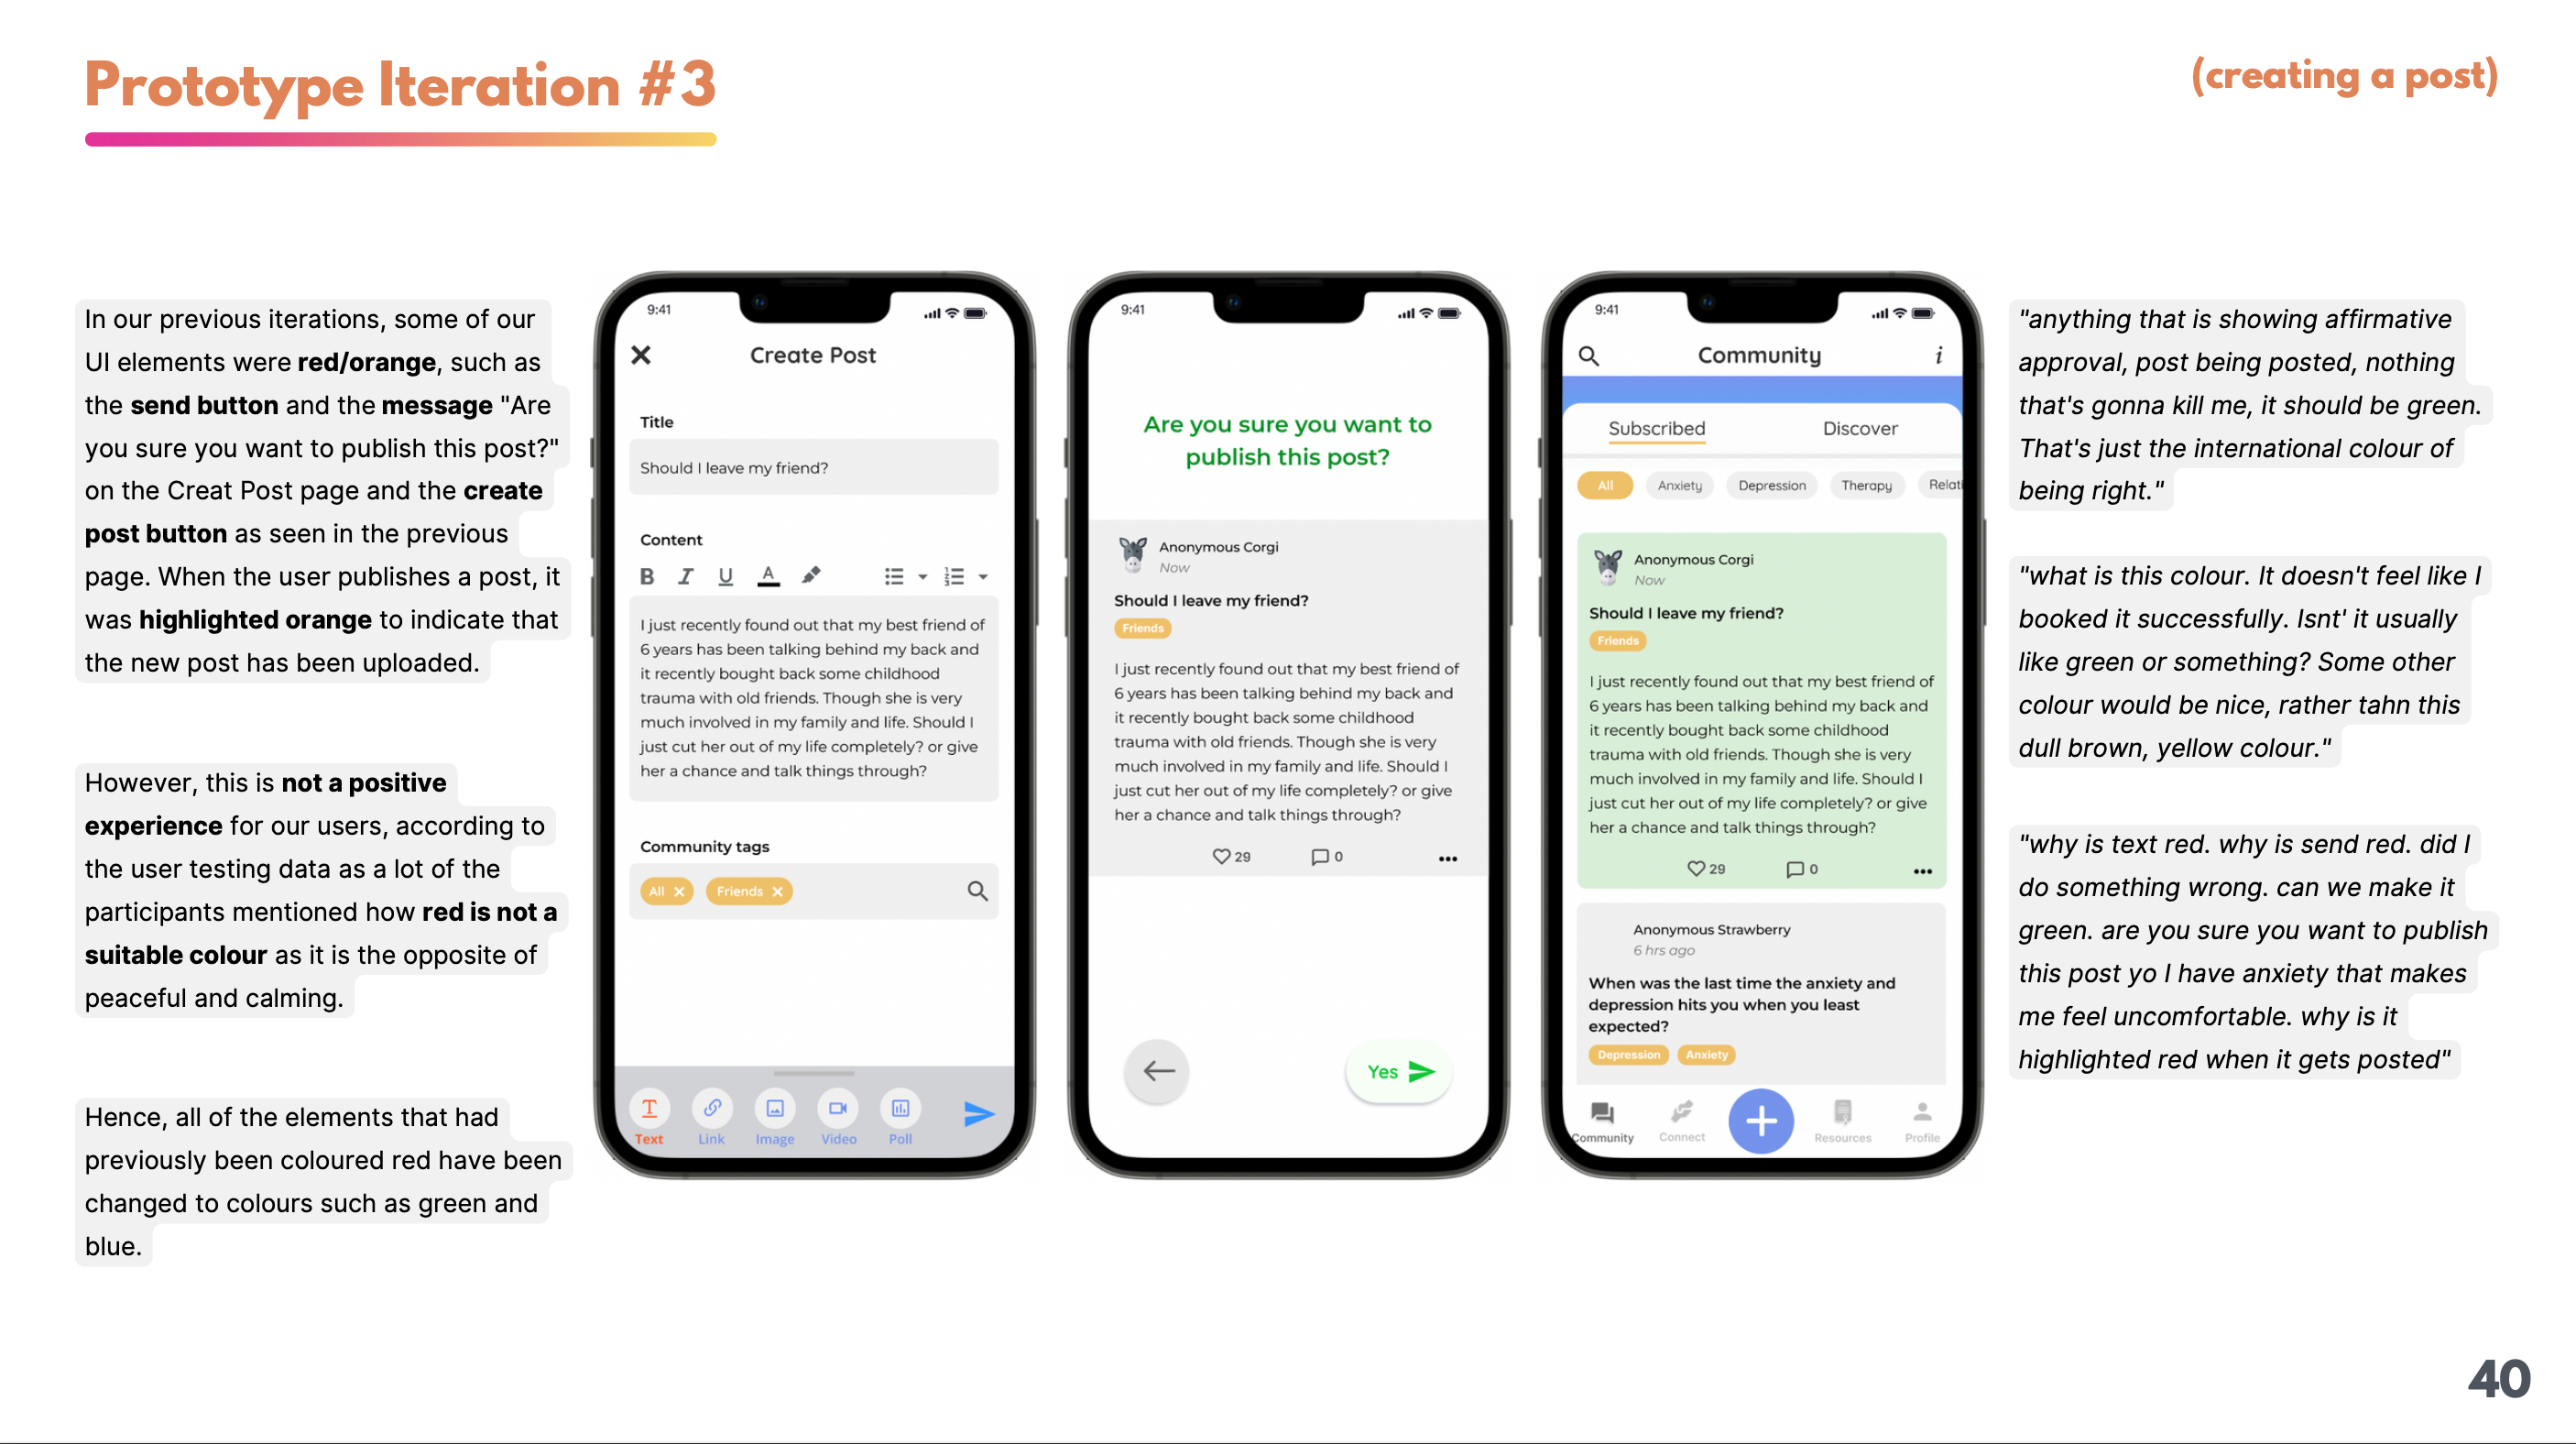 Prototype Iteration #3
(creating a post)
In our previous iterations, some of our
UI elements were red/orange, such as
the send button and the message "Are
you sure you want to publish this post?"
on the Creat Post page and the create
post button as seen in the previous
page. When the user publishes a post, it
was highlighted orange to indicate that
the new post has been uploaded.
However, this is not a positive
experience for our users, according to
the user testing data as a lot of the
participants mentioned how red is not a
suitable colour as it is the opposite of
peaceful and calming.
Hence, all of the elements that had
previously been coloured red have been
changed to colours such as green and
blue.
9:41
Create Post
Title
Should I leave my friend?
Content
B I U A
I just recently found out that my best friend of
6 years has been talking behind my back and
it recently bought back some childhood
trauma with old friends. Though she is very
much involved in my family and life. Should I
just cut her out of my life completely? or give
her a chance and talk things through?
Community tags
All Friends
Text Link Image Video Poll
9:41
Are you sure you want to
publish this post?
Anonymous Corgi
Now
Should I leave my friend?
Friends
I just recently found out that my best friend of
6 years has been talking behind my back and
it recently bought back some childhood
trauma with old friends. Though she is very
much involved in my family and life. Should I
just cut her out of my life completely? or give
her a chance and talk things through?
29 0
Yes
9:41
Community i
Subscribed Discover
All Anxiety Depression Therapy Relati
Anonymous Corgi
Now
Should I leave my friend?
Friends
I just recently found out that my best friend of
6 years has been talking behind my back and
it recently bought back some childhood
trauma with old friends. Though she is very
much involved in my family and life. Should I
just cut her out of my life completely? or give
her a chance and talk things through?
29 0
Anonymous Strawberry
6 hrs ago
When was the last time the anxiety and
depression hits you when you least
expected?
Depression Anxiety
Community Connect Resources Profile
"anything that is showing affirmative
approval, post being posted, nothing
that's gonna kill me, it should be green.
That's just the international colour of
being right."
"what is this colour. It doesn't feel like I
booked it successfully. Isnt' it usually
like green or something? Some other
colour would be nice, rather tahn this
dull brown, yellow colour."
"why is text red. why is send red. did I
do something wrong. can we make it
green. are you sure you want to publish
this post yo I have anxiety that makes
me feel uncomfortable. why is it
highlighted red when it gets posted"
40